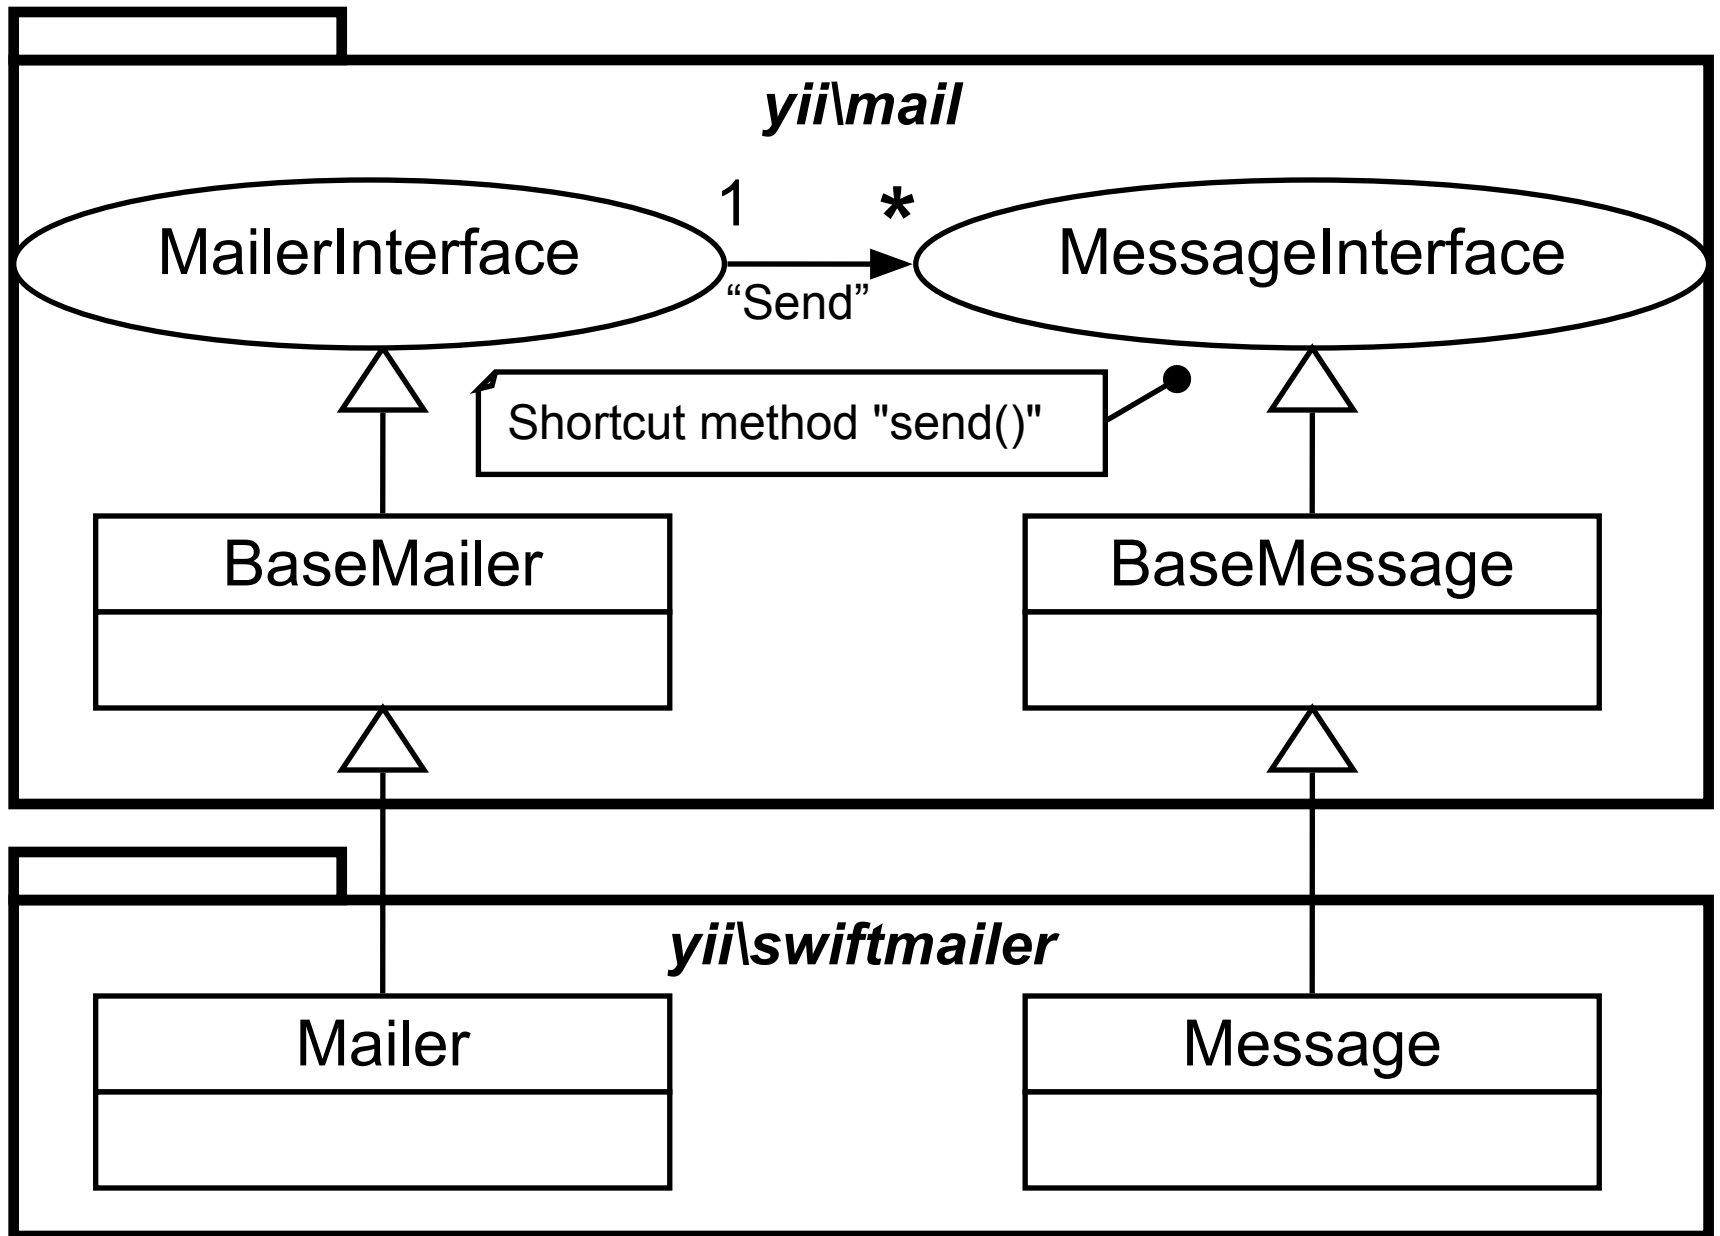 yii\mail
MailerInterface
1
*
“Send”
MessageInterface
Shortcut method "send()"
BaseMailer
BaseMessage
yii\swiftmailer
Mailer
Message